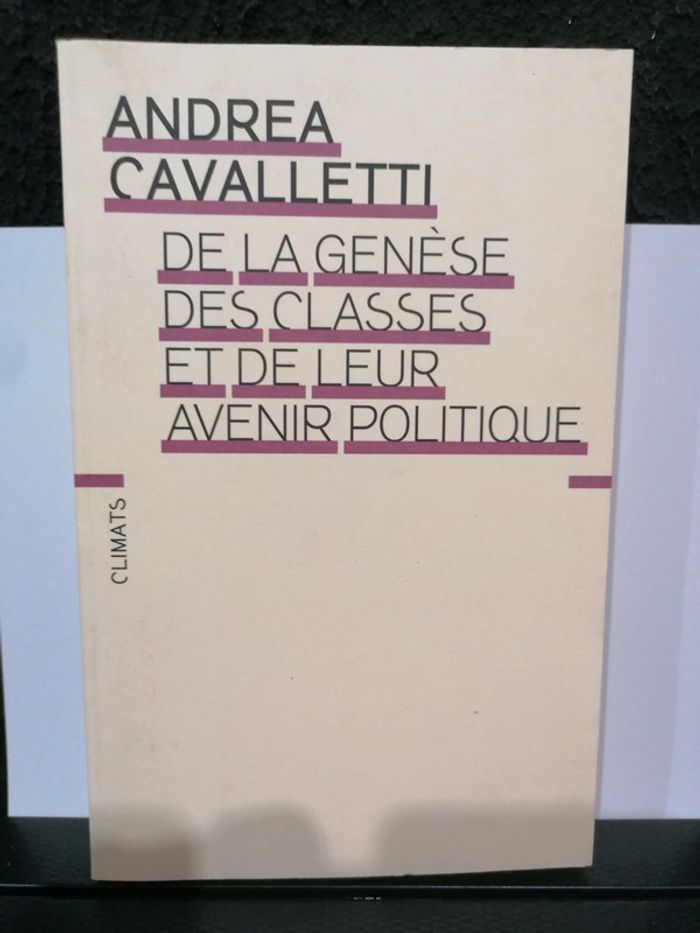 ANDREA
CAVALLETTI
DE LA GENÈSE
DES CLASSES
ET DE LEUR
AVENIR POLITIQUE
CLIMATS